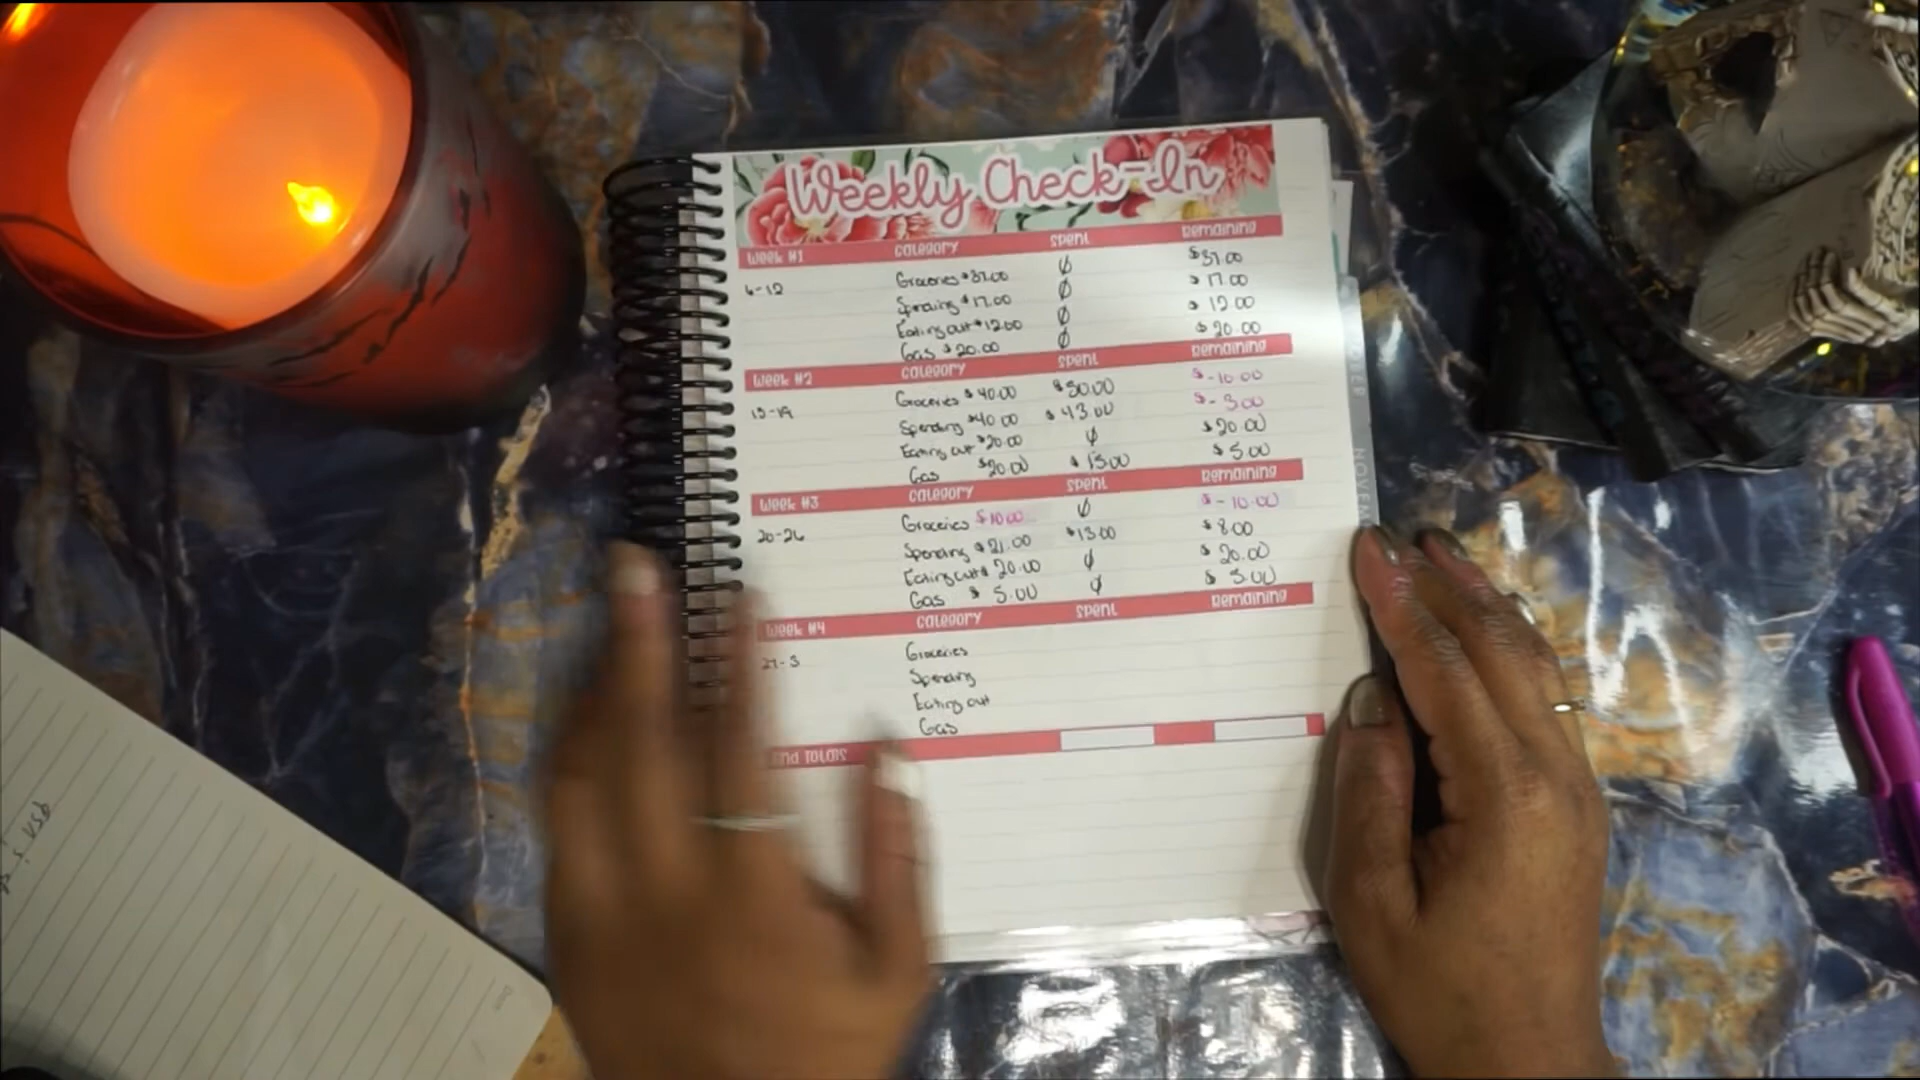 Weekly Check-In
Week #1 Category Spent Remaining
6-12 Groceries $37.00 ∅ $37.00
Spending $17.00 ∅ $ 17.00
Eating out $12.00 ∅ $ 12.00
Gas $20.00 ∅ $ 20.00
Week #2 Category Spent Remaining
13-19 Groceries $40.00 $50.00 $-10.00
Spending $40.00 $43.00 $-3.00
Eating out $20.00 ∅ $20.00
Gas $20.00 $15.00 $5.00
Week #3 Category Spent Remaining
20-26 Groceries $10.00 ∅ $-10.00
Spending $21.00 $13.00 $8.00
Eating out $20.00 ∅ $20.00
Gas $5.00 ∅ $5.00
Week #4 Category Spent Remaining
27-3 Groceries
Spending
Eating out
Gas
End Totals